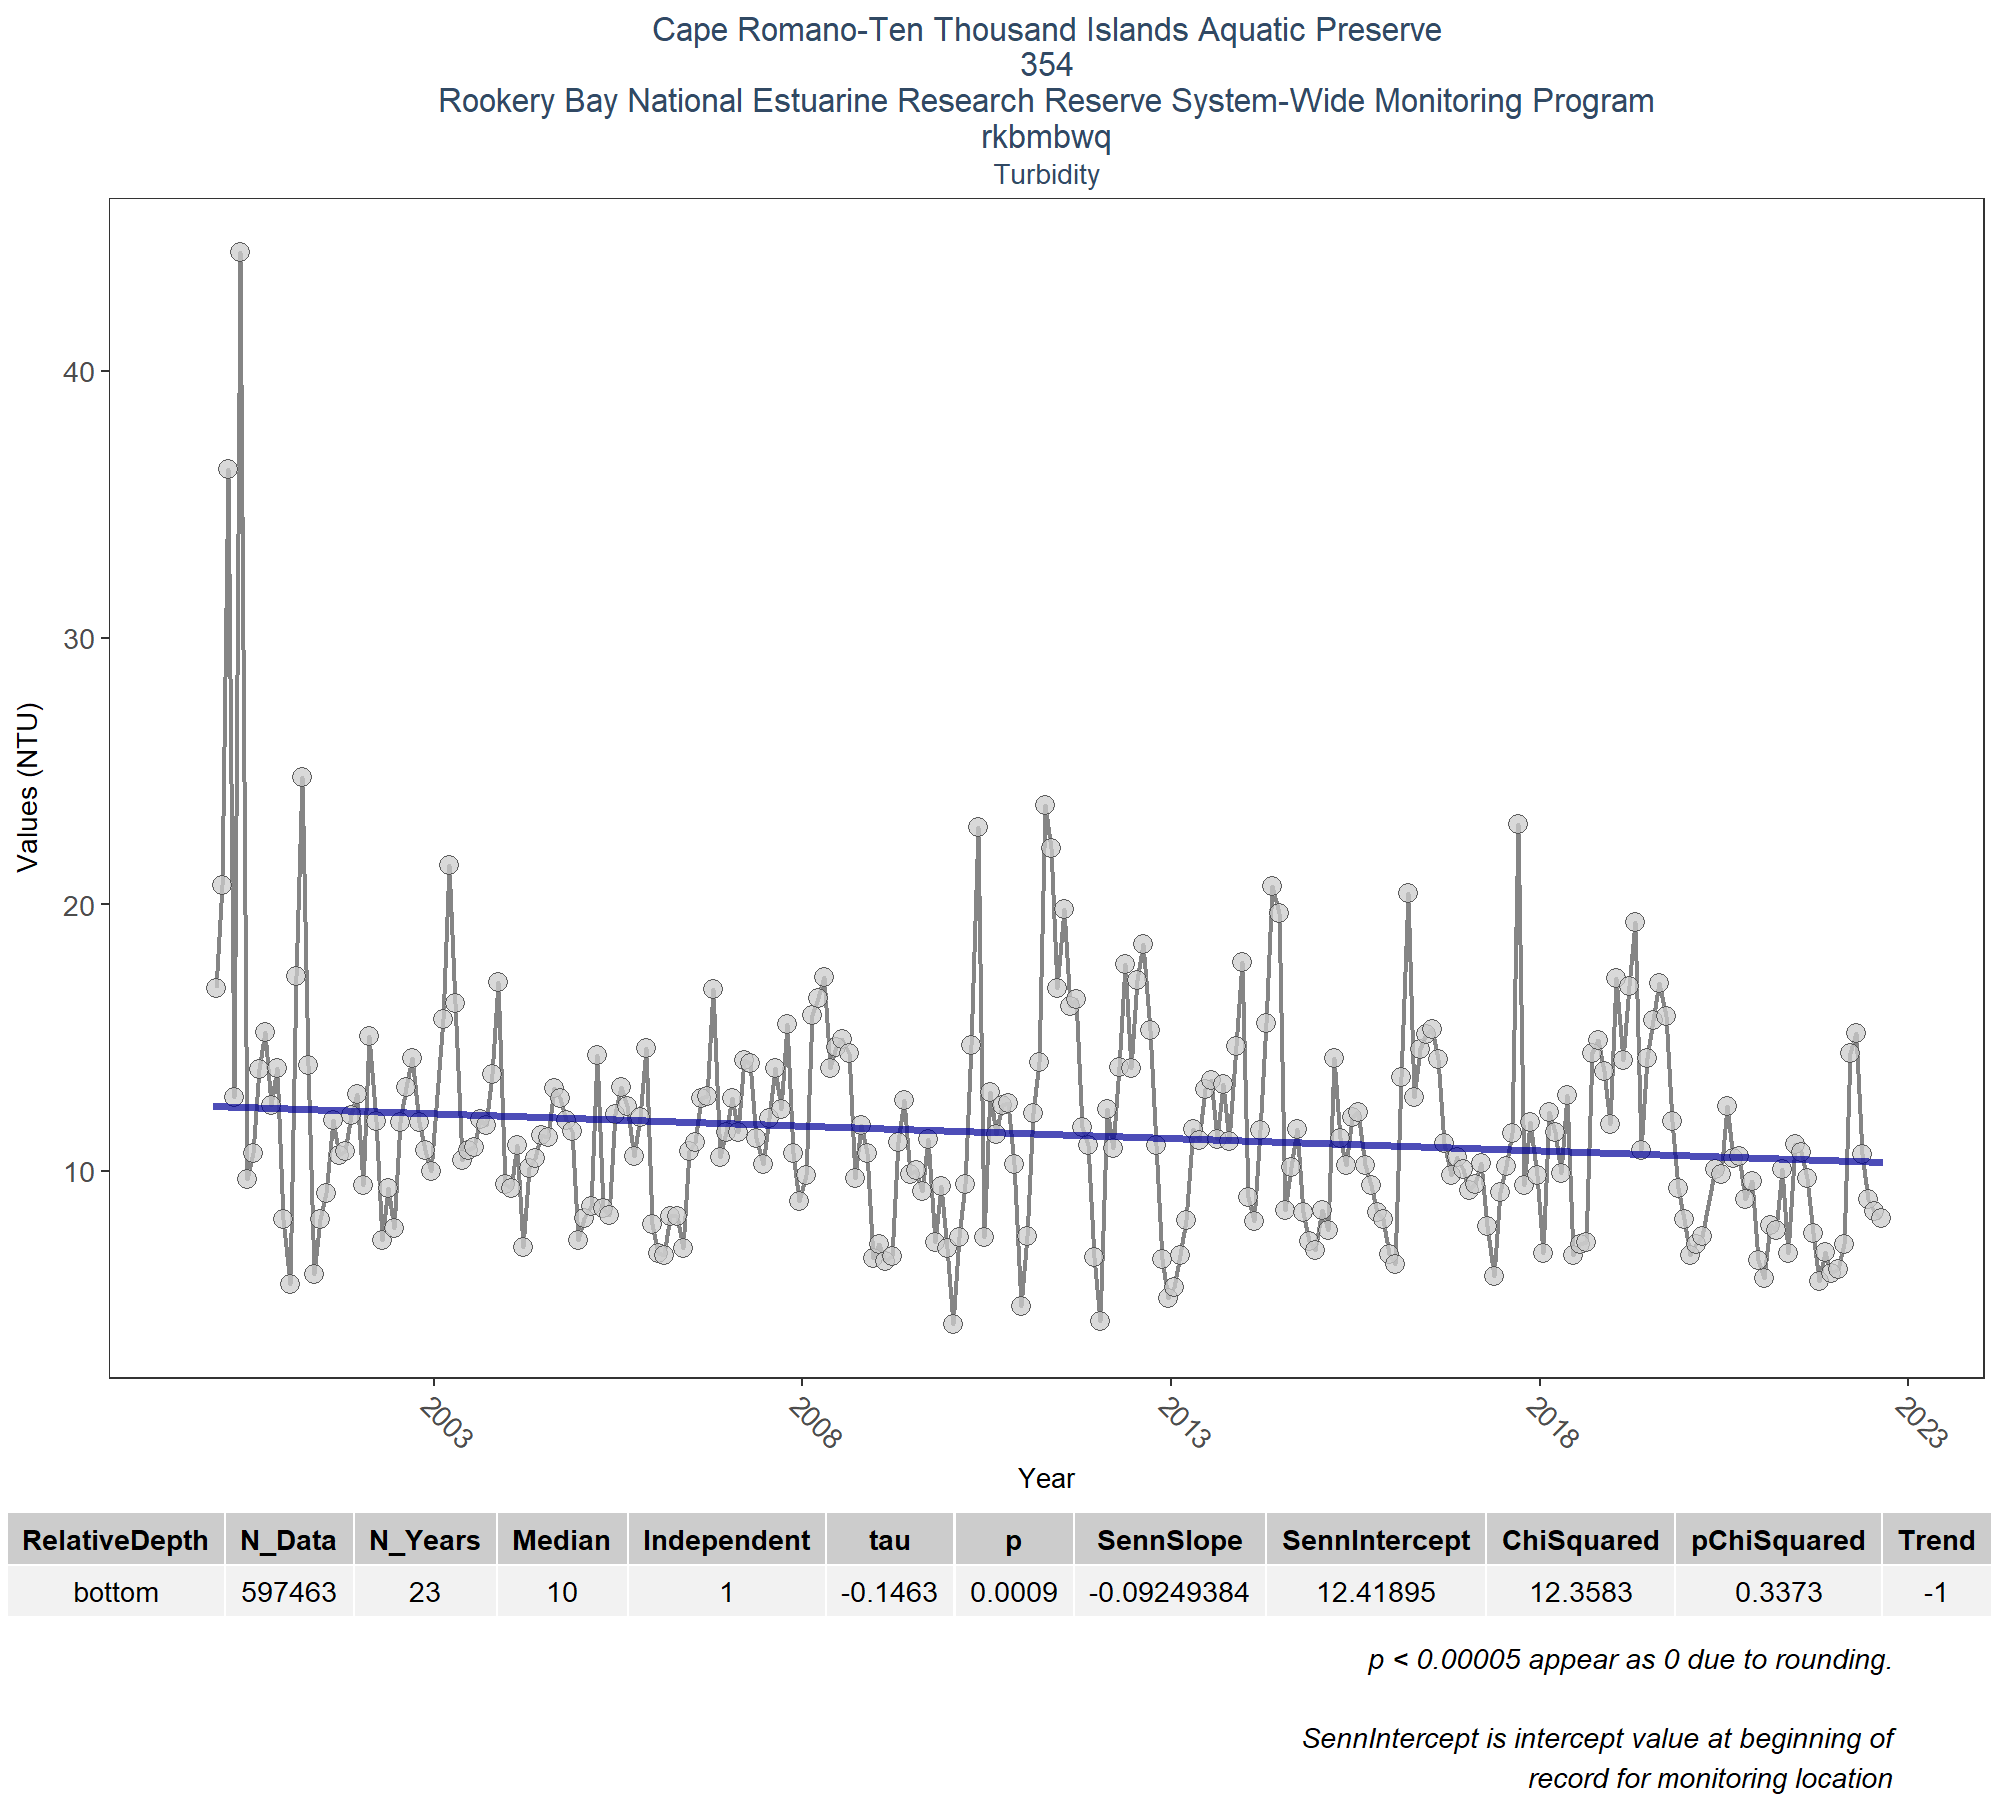 Cape Romano-Ten Thousand Islands Aquatic Preserve
354
Rookery Bay National Estuarine Research Reserve System-Wide Monitoring Program
rkbmbwq
Turbidity
Values (NTU)
40
30
20
10
2003 2008 2013 2018 2023
Year
RelativeDepth N_Data N_Years Median Independent tau p SennSlope SennIntercept ChiSquared pChiSquared Trend
bottom 597463 23 10 1 -0.1463 0.0009 -0.09249384 12.41895 12.3583 0.3373 -1
p < 0.00005 appear as 0 due to rounding.
SennIntercept is intercept value at beginning of
record for monitoring location